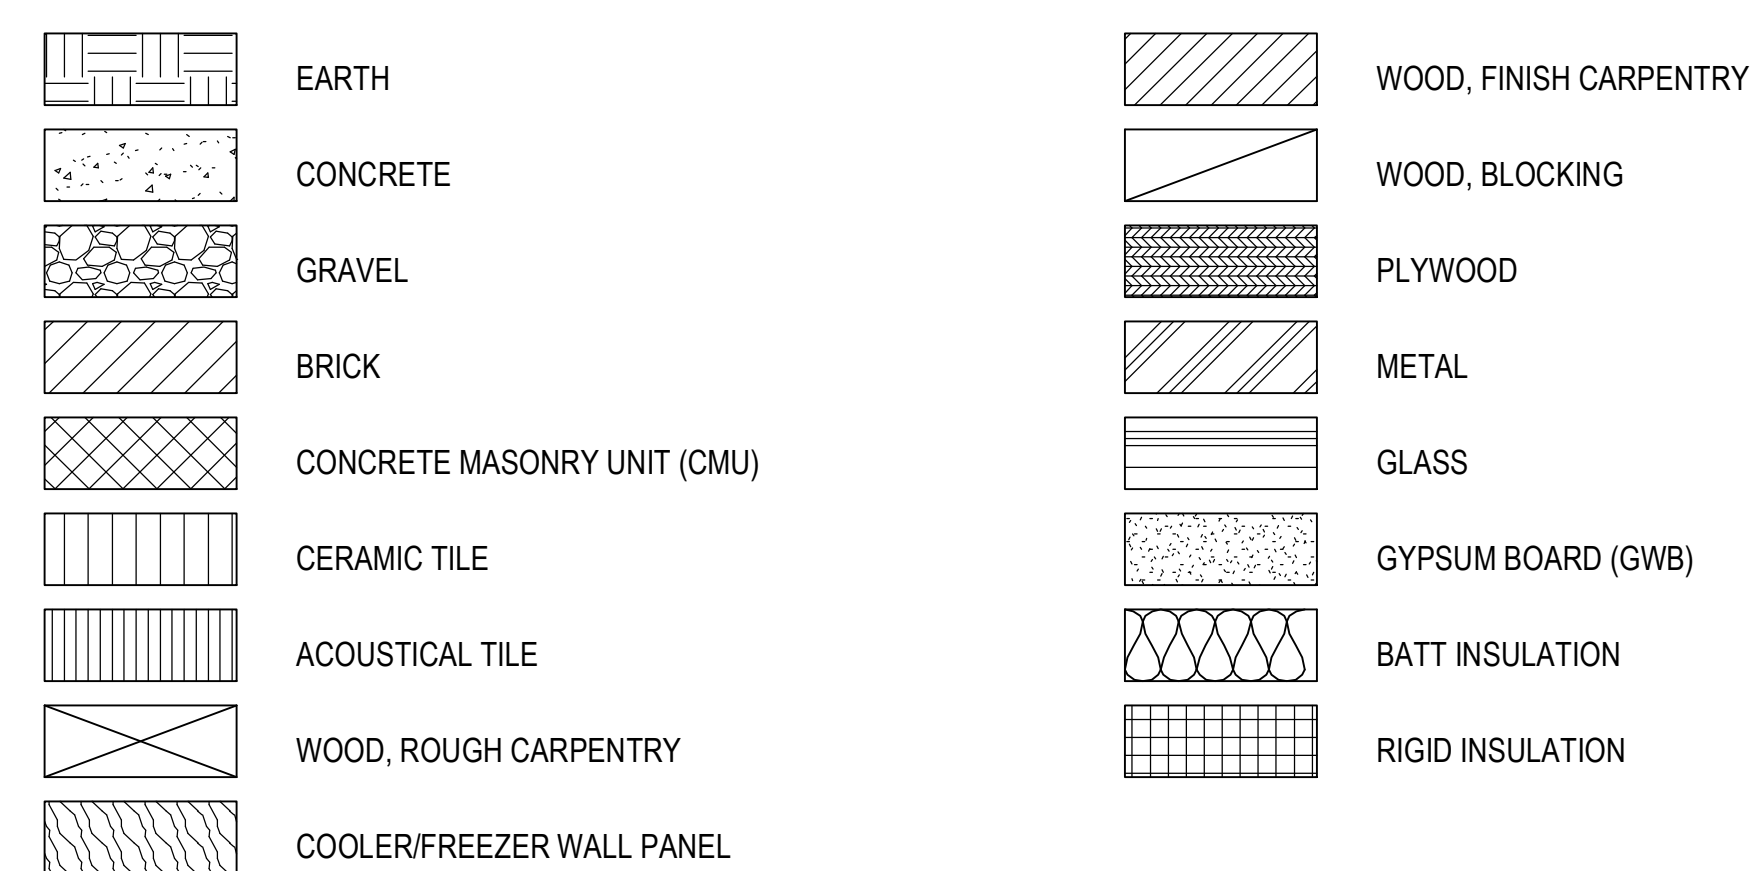 EARTH
CONCRETE
GRAVEL
BRICK
CONCRETE MASONRY UNIT (CMU)
CERAMIC TILE
ACOUSTICAL TILE
WOOD, ROUGH CARPENTRY
COOLER/FREEZER WALL PANEL
WOOD, FINISH CARPENTRY
WOOD, BLOCKING
PLYWOOD
METAL
GLASS
GYPSUM BOARD (GWB)
BATT INSULATION
RIGID INSULATION